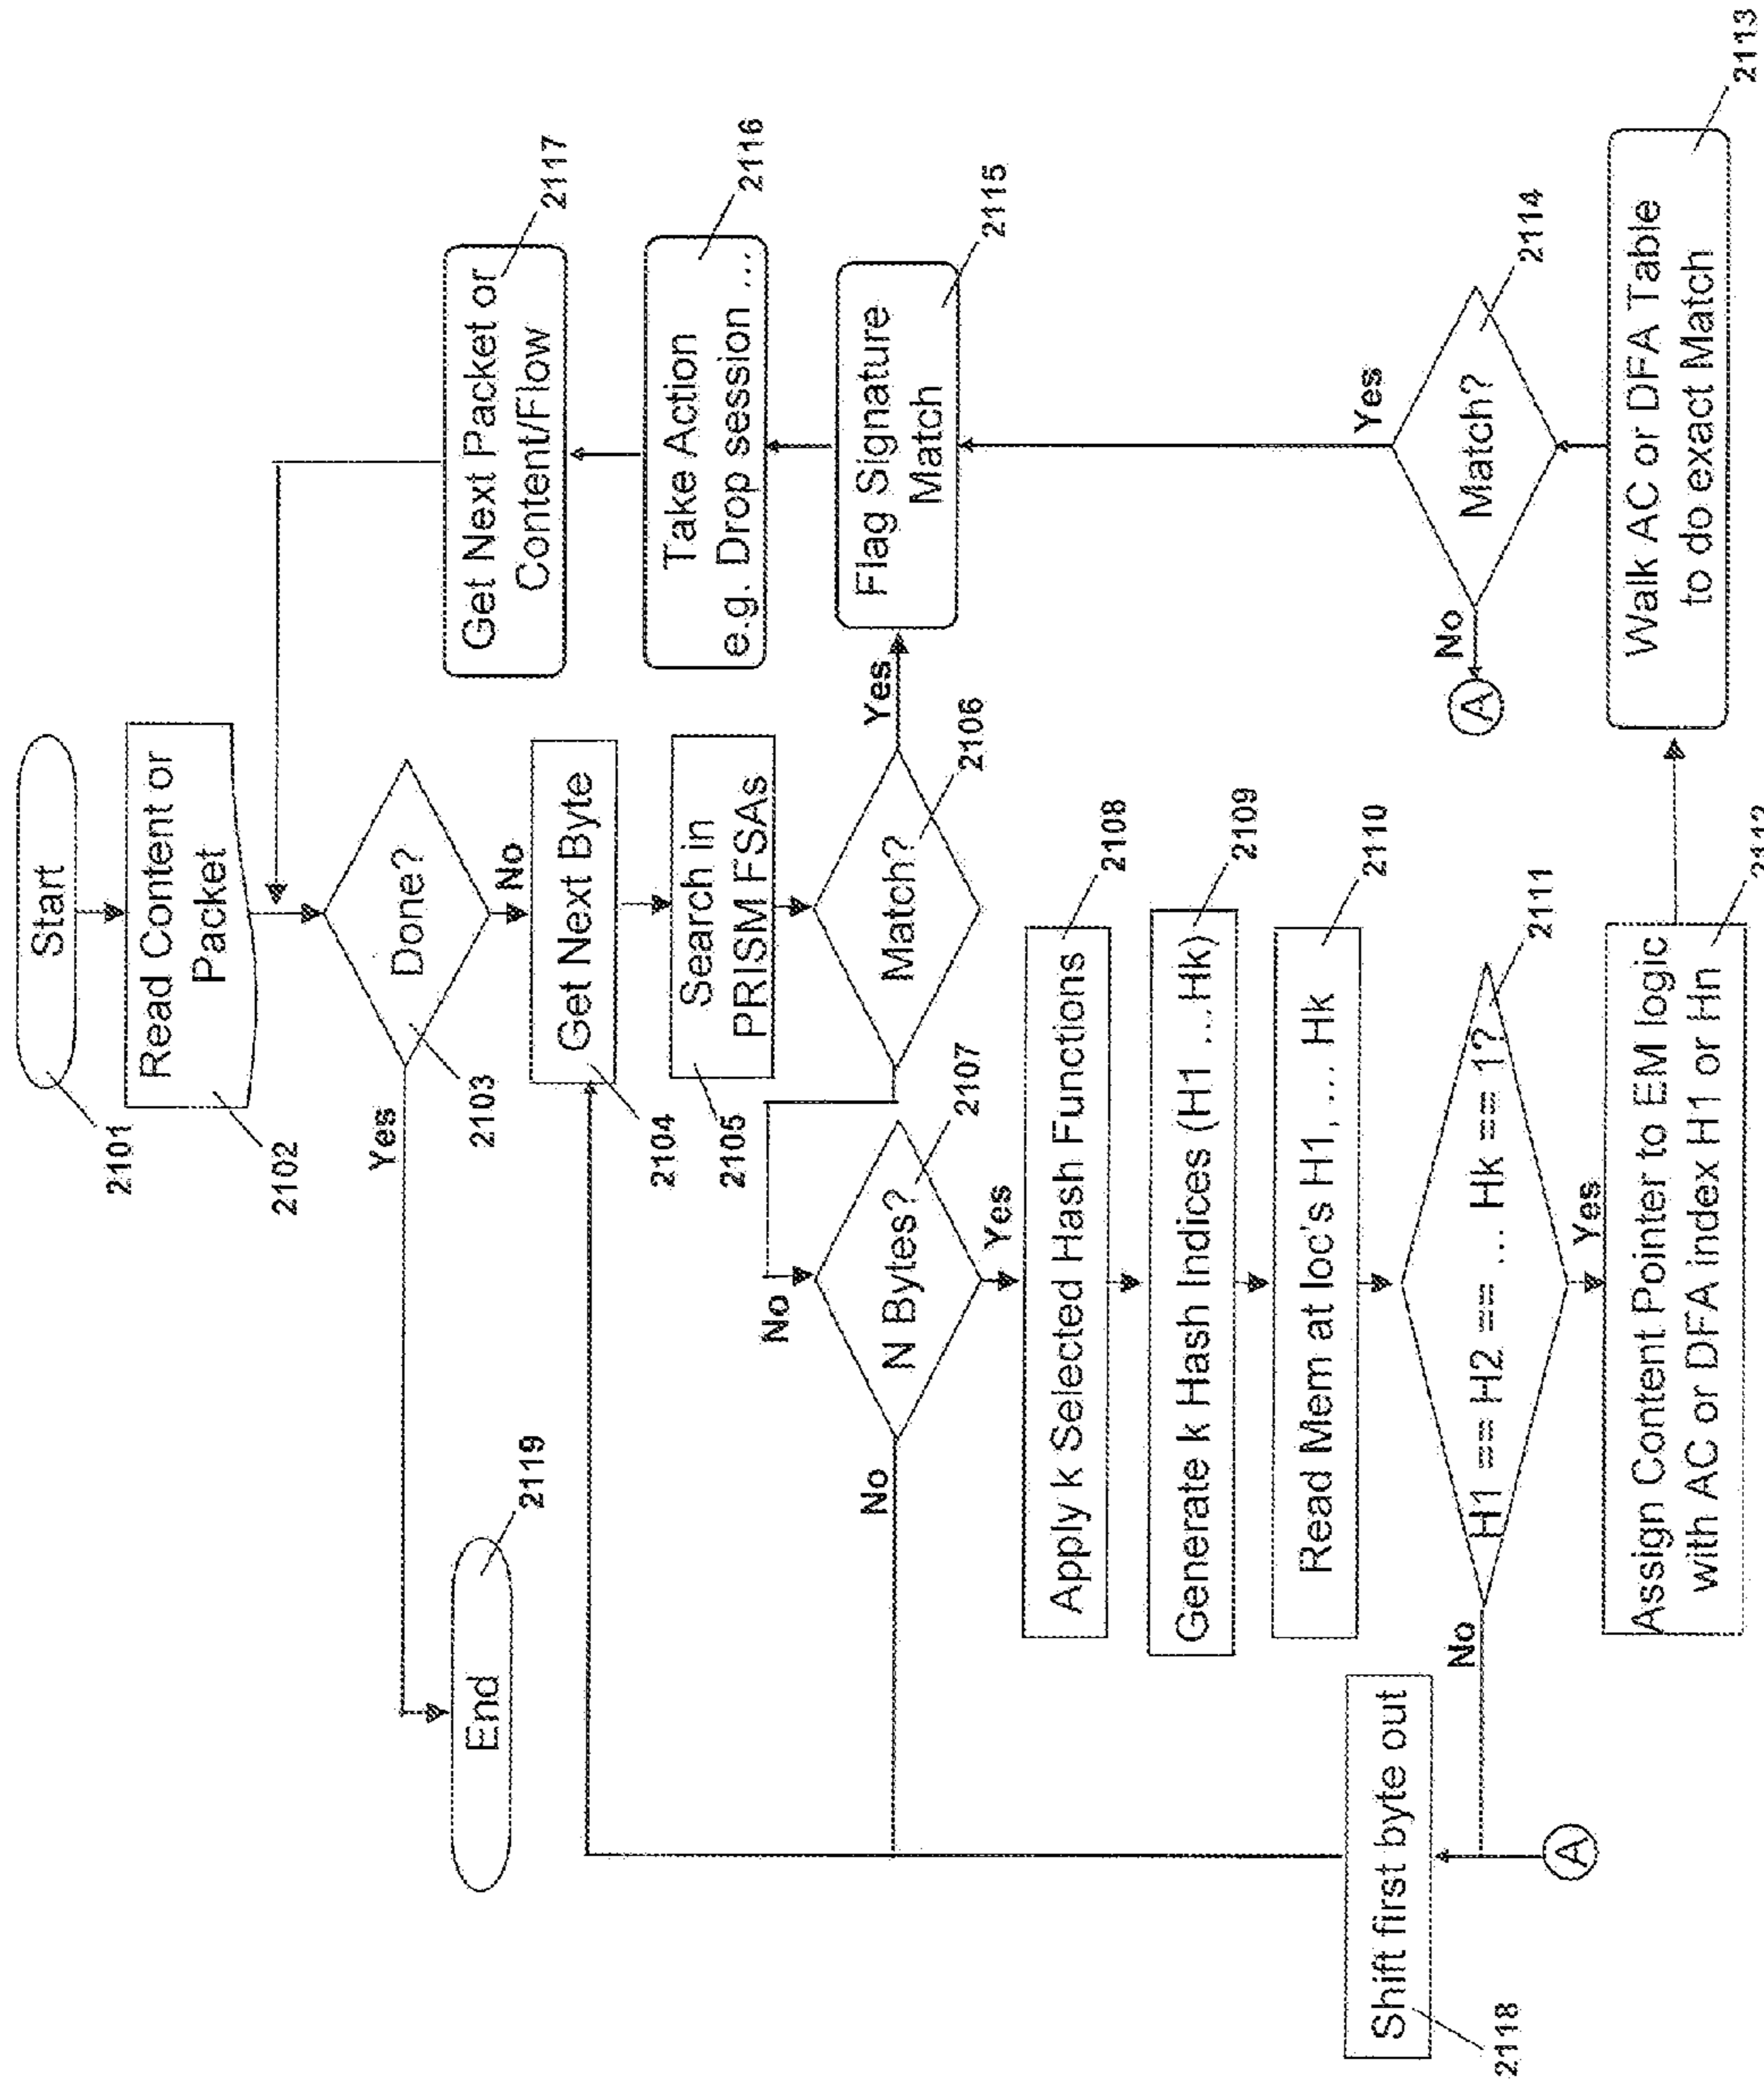 Start
2101
Read Content or
Packet
2102
Done?
2103
Yes
No
End
2119
Get Next Byte
2104
Search in
PRISM FSAs
2105
Match?
2106
Yes
No
N Bytes?
2107
No
Yes
Apply k Selected Hash Functions
2108
Generate k Hash Indices (H1 ...Hk)
2109
Read Mem at loc's H1, ... Hk
2110
H1 == H2 == ... Hk == 1?
2111
No
Yes
Shift first byte out
2118
A
Assign Content Pointer to EM logic
with AC or DFA index H1 or Hn
Walk AC or DFA Table
to do exact Match
2113
Match?
2114
No
A
Yes
Flag Signature
Match
2115
Take Action
e.g. Drop session ...
2116
Get Next Packet or
Content/Flow
2117